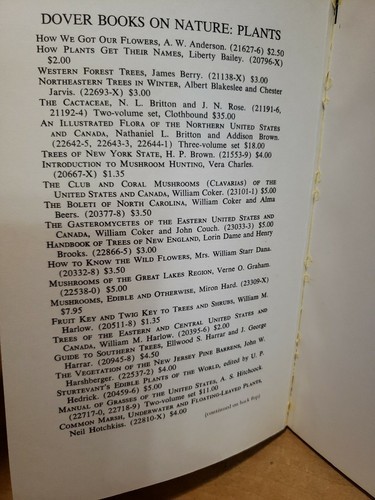 DOVER BOOKS ON NATURE: PLANTS
HOW WE GOT OUR FLOWERS, A. W. Anderson. (21627-6) $2.50
HOW PLANTS GET THEIR NAMES, Liberty Bailey. (20796-X)
$2.00
WESTERN FOREST TREES, James Berry. (21138-X) $3.00
NORTHEASTERN TREES IN WINTER, Albert Blakeslee and Chester
Jarvis. (22693-X) $3.00
THE CACTACEAE, N. L. Britton and J. N. Rose. (21191-6,
21192-4) Two-volume set, Clothbound $35.00
AN ILLUSTRATED FLORA OF THE NORTHERN UNITED STATES
AND CANADA, Nathaniel L. Britton and Addison Brown.
(22642-5, 22643-3, 22644-1) Three-volume set $18.00
TREES OF NEW YORK STATE, H. P. Brown. (21553-9) $4.00
INTRODUCTION TO MUSHROOM HUNTING, Vera Charles.
(20667-X) $1.35
THE CLUB AND CORAL MUSHROOMS (CLAVARIAS) OF THE
UNITED STATES AND CANADA, William Coker. (23101-1) $5.00
THE BOLETI OF NORTH CAROLINA, William Coker and Alma
Beers. (20377-8) $3.50
THE GASTEROMYCETES OF THE EASTERN UNITED STATES AND
CANADA, William Coker and John Couch. (23033-3) $5.00
HANDBOOK OF TREES OF NEW ENGLAND, Lorin Dame and Henry
Brooks. (22866-5) $3.00
HOW TO KNOW THE WILD FLOWERS, Mrs. William Starr Dana.
(20332-8) $3.50
MUSHROOMS OF THE GREAT LAKES REGION, Verne O. Graham.
(22538-0) $5.00
MUSHROOMS, EDIBLE AND OTHERWISE, Miron Hard. (23309-X)
$7.95
FRUIT KEY AND TWIG KEY TO TREES AND SHRUBS, William M.
Harlow. (20511-8) $1.35
TREES OF THE EASTERN AND CENTRAL UNITED STATES AND
CANADA, William M. Harlow. (20395-6) $2.00
GUIDE TO SOUTHERN TREES, Ellwood S. Harrar and J. George
Harrar. (20945-8) $4.50
THE VEGETATION OF THE NEW JERSEY PINE BARRENS, John W.
Harshberger. (22537-2) $4.00
STURTEVANT'S EDIBLE PLANTS OF THE WORLD, edited by U. P.
Hedrick. (20459-6) $5.00
MANUAL OF GRASSES OF THE UNITED STATES, A. S. Hitchcock.
(22717-0, 22718-9) Two-volume set $11.00
COMMON MARSH, UNDERWATER AND FLOATING-LEAVED PLANTS,
Neil Hotchkiss. (22810-X) $4.00
(continued on back flap)